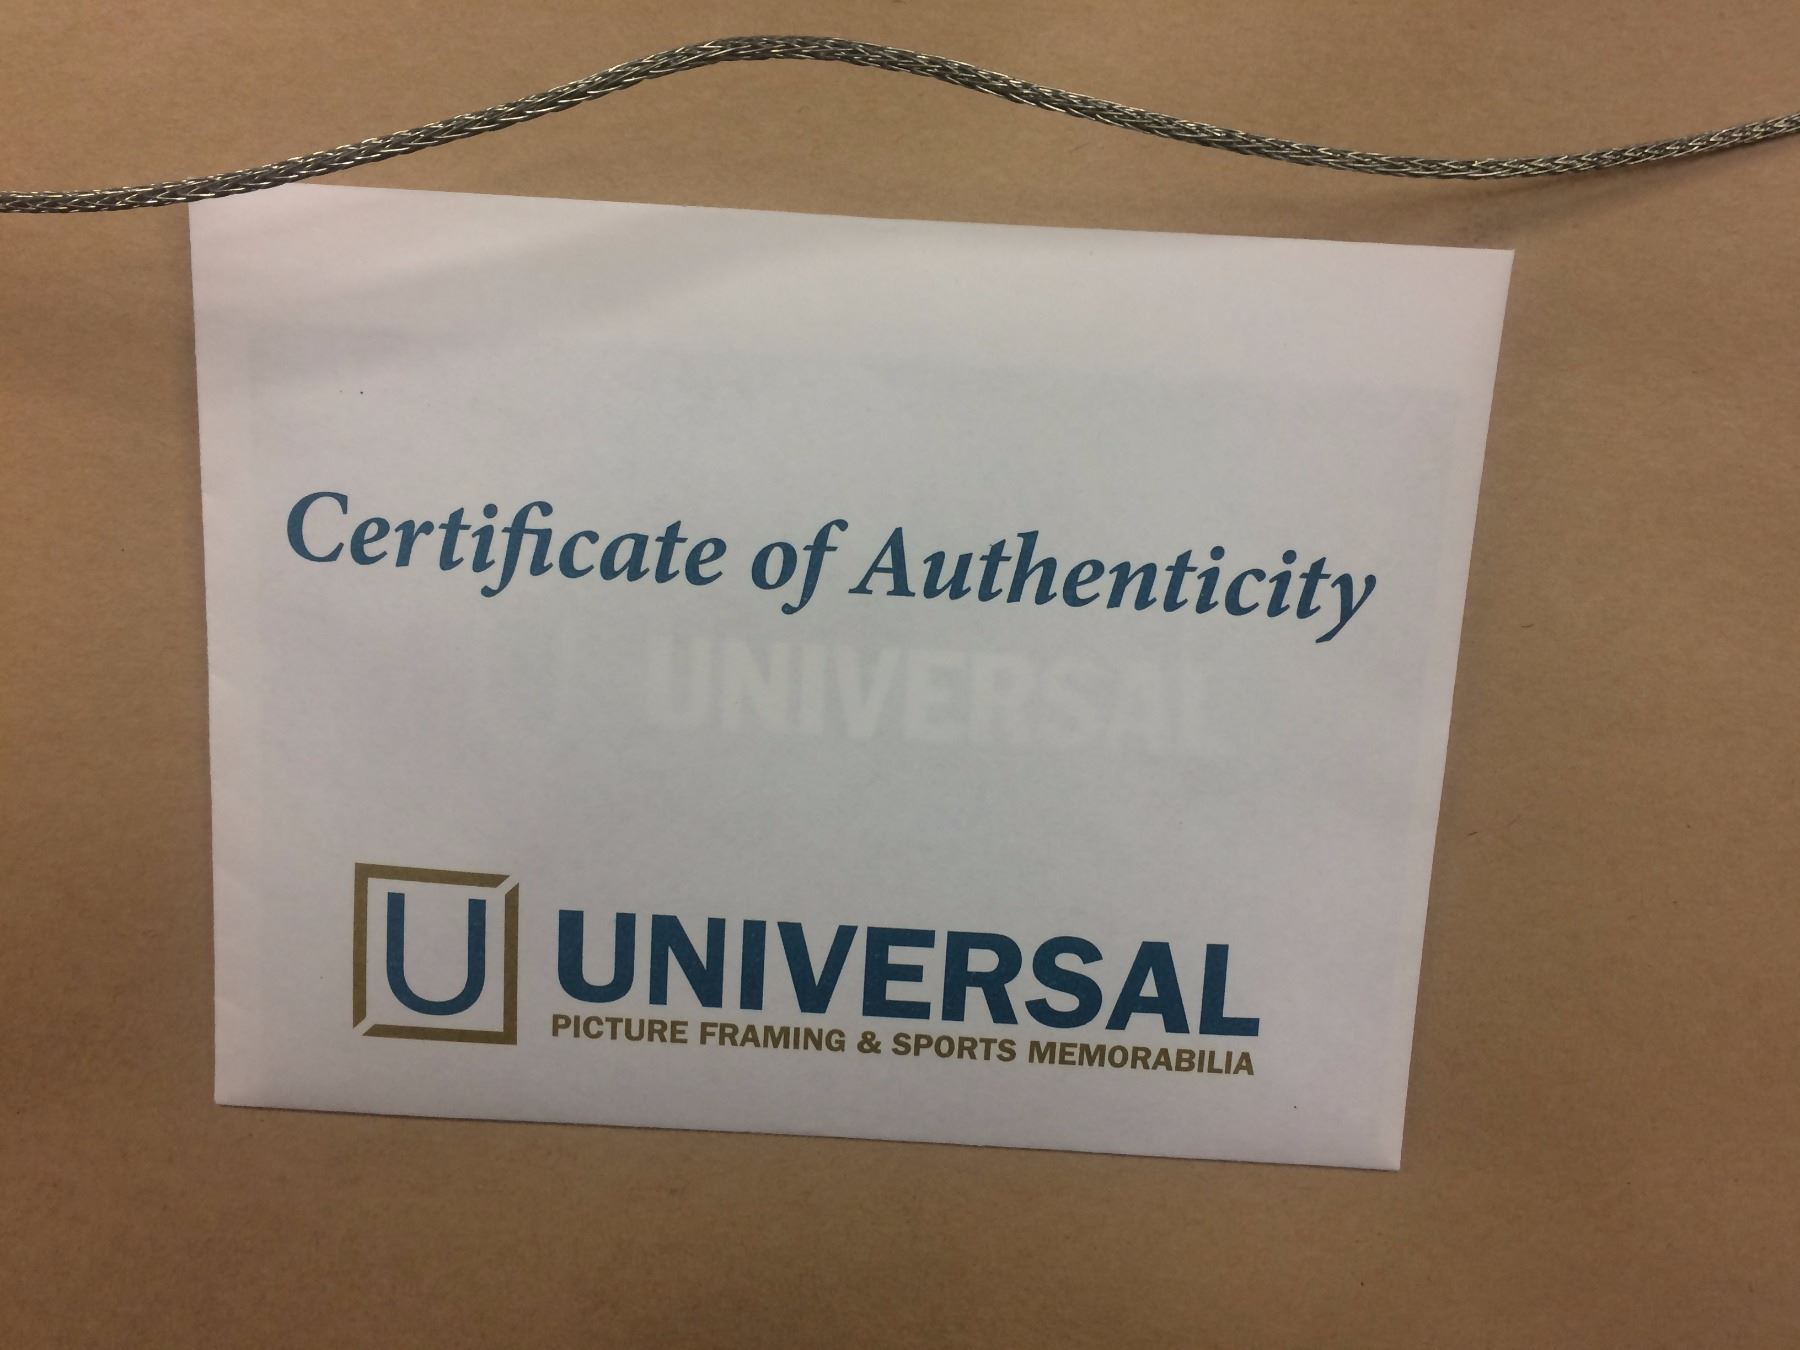 Certificate of Authenticity
UNIVERSAL
U UNIVERSAL
PICTURE FRAMING & SPORTS MEMORABILIA